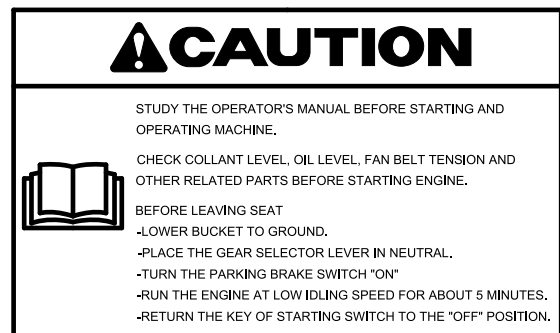 CAUTION
STUDY THE OPERATOR'S MANUAL BEFORE STARTING AND
OPERATING MACHINE.
CHECK COLLANT LEVEL, OIL LEVEL, FAN BELT TENSION AND
OTHER RELATED PARTS BEFORE STARTING ENGINE.
BEFORE LEAVING SEAT
-LOWER BUCKET TO GROUND.
-PLACE THE GEAR SELECTOR LEVER IN NEUTRAL.
-TURN THE PARKING BRAKE SWITCH "ON"
-RUN THE ENGINE AT LOW IDLING SPEED FOR ABOUT 5 MINUTES.
-RETURN THE KEY OF STARTING SWITCH TO THE "OFF" POSITION.